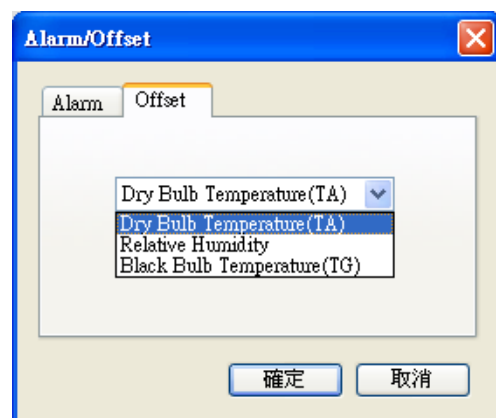 Alarm/Offset
Alarm
Offset
Dry Bulb Temperature(TA)
Dry Bulb Temperature(TA)
Relative Humidity
Black Bulb Temperature(TG)
確定
取消